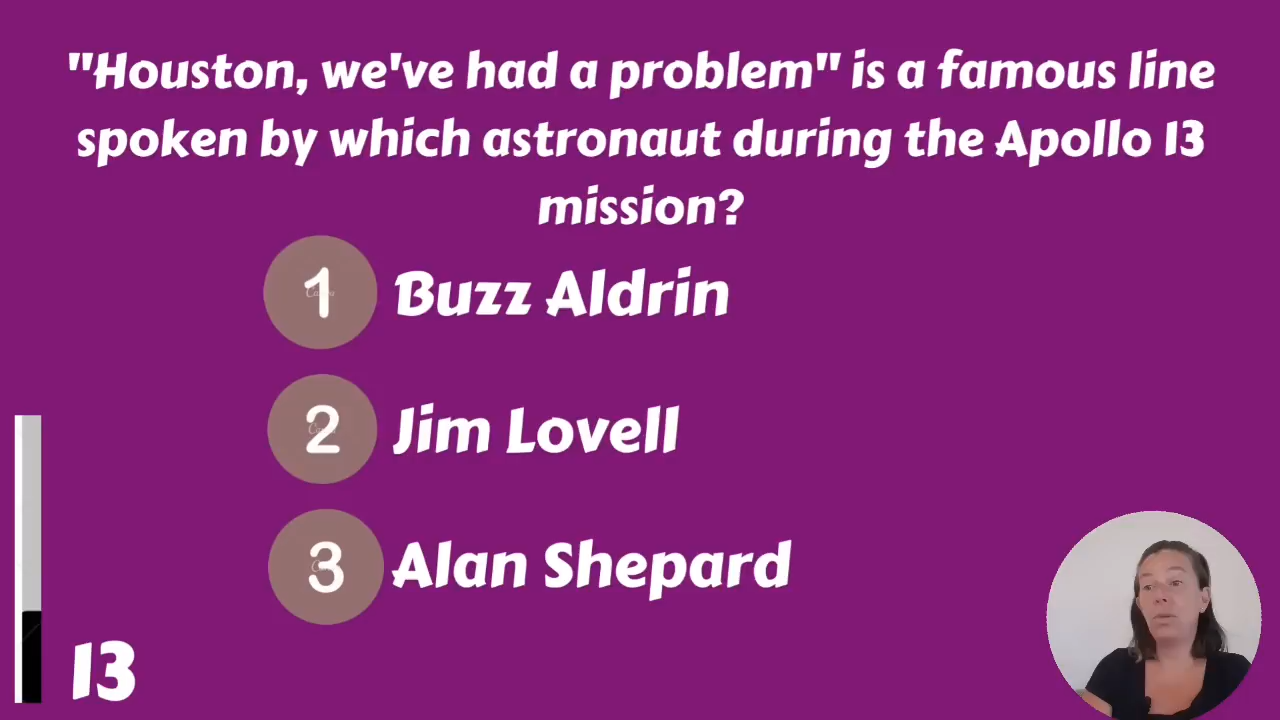 "Houston, we've had a problem" is a famous line
spoken by which astronaut during the Apollo 13
mission?
1 Buzz Aldrin
2 Jim Lovell
3 Alan Shepard
13